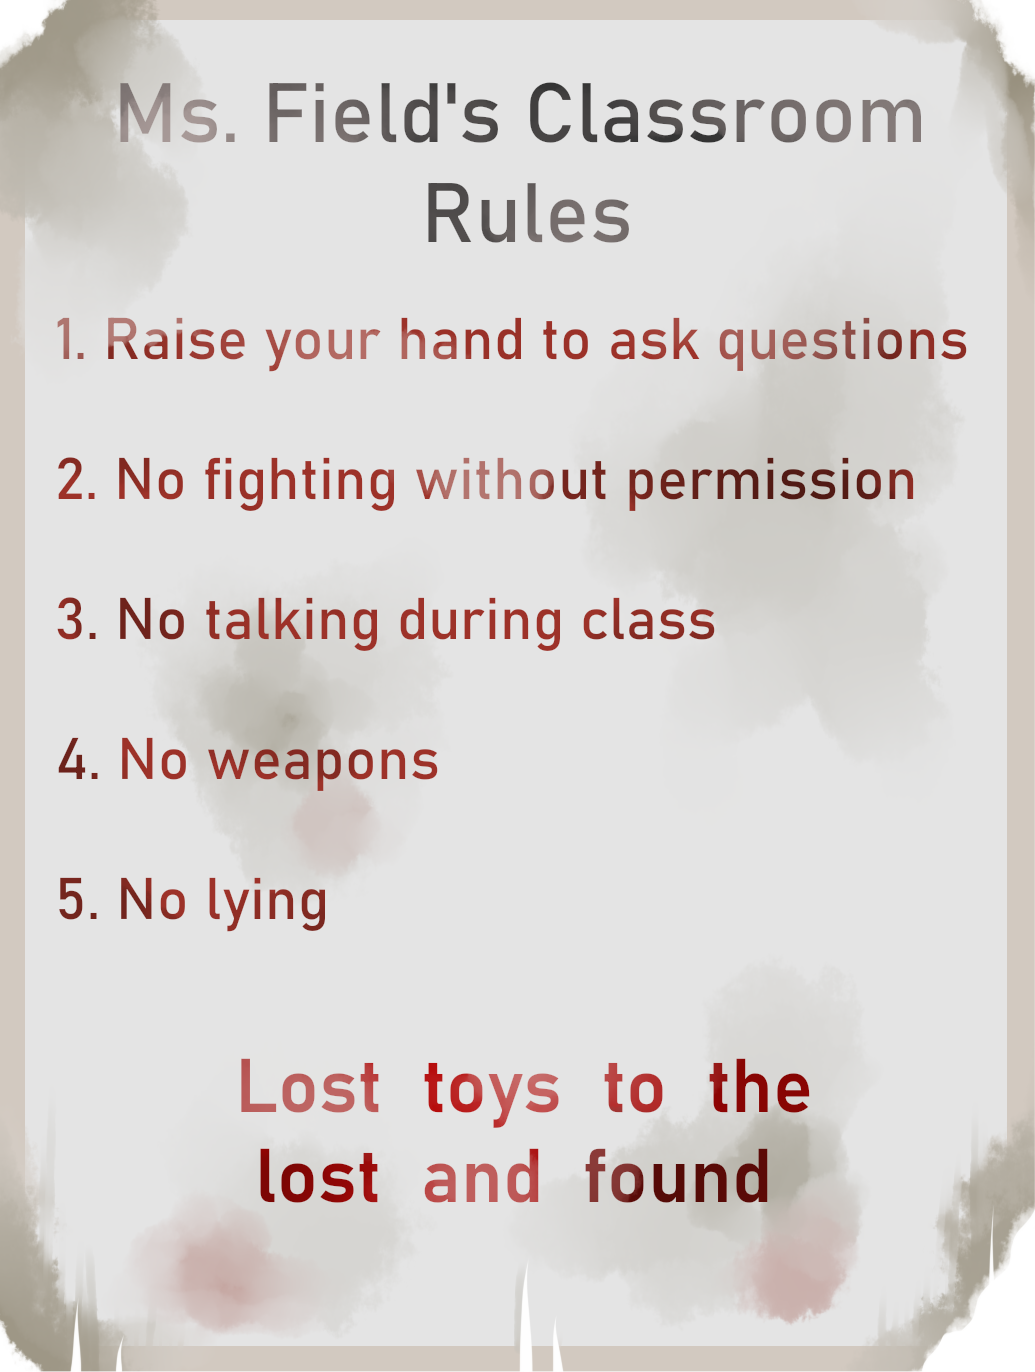 Ms. Field's Classroom
Rules
1. Raise your hand to ask questions
2. No fighting without permission
3. No talking during class
4. No weapons
5. No lying
Lost toys to the
lost and found